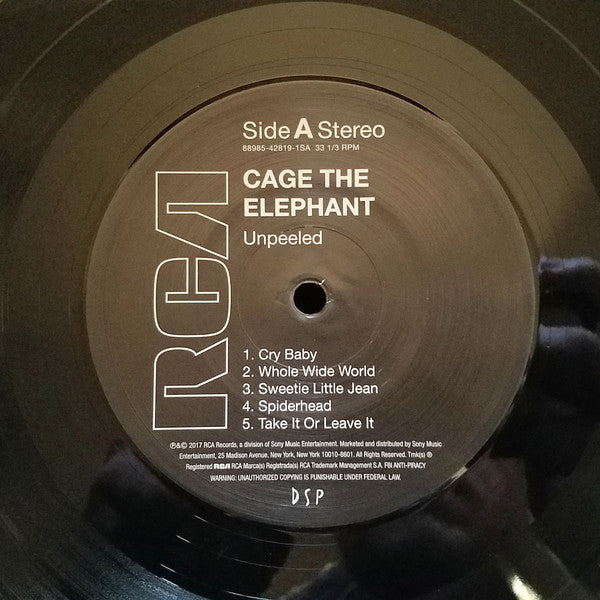 Side A Stereo
88985-42819-1SA 33 1/3 RPM
CAGE THE
ELEPHANT
Unpeeled
RCA
1. Cry Baby
2. Whole Wide World
3. Sweetie Little Jean
4. Spiderhead
5. Take It Or Leave It
℗&© 2017 RCA Records, a division of Sony Music Entertainment. Marketed and distributed by Sony Music
Entertainment, 25 Madison Avenue, New York, New York 10010-8601. All Rights Reserved. Tmk(s) ®
Registered RCA RCA Marca(s) Registrada(s) RCA Trademark Management S.A. FBI ANTI-PIRACY
WARNING: UNAUTHORIZED COPYING IS PUNISHABLE UNDER FEDERAL LAW.
DSP